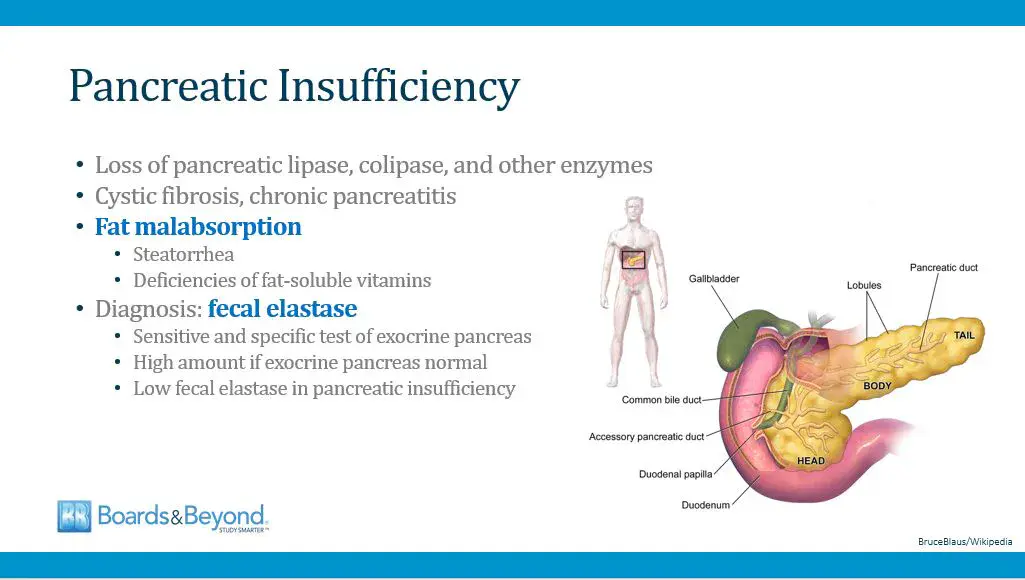 Pancreatic Insufficiency
• Loss of pancreatic lipase, colipase, and other enzymes
• Cystic fibrosis, chronic pancreatitis
• Fat malabsorption
• Steatorrhea
• Deficiencies of fat-soluble vitamins
• Diagnosis: fecal elastase
• Sensitive and specific test of exocrine pancreas
• High amount if exocrine pancreas normal
• Low fecal elastase in pancreatic insufficiency
Gallbladder
Pancreatic duct
Lobules
TAIL
BODY
Common bile duct
Accessory pancreatic duct
HEAD
Duodenal papilla
Duodenum
BB Boards&Beyond.
STUDY SMARTER™
BruceBlaus/Wikipedia